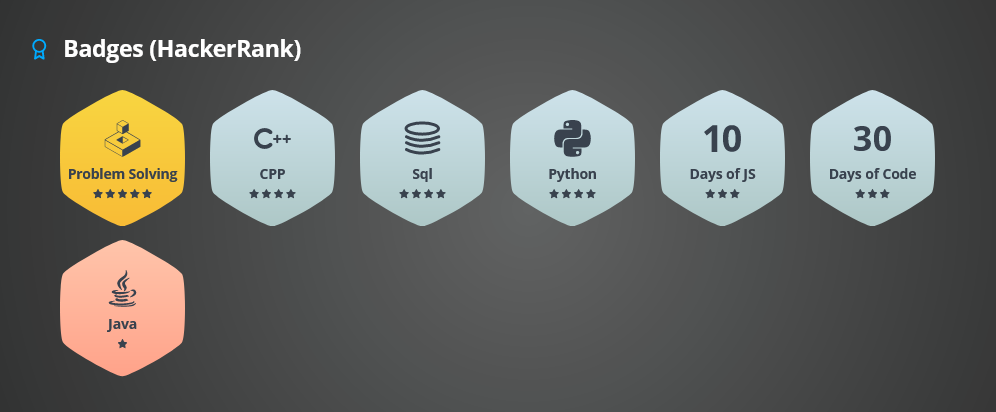 Badges (HackerRank)
C++
10
30
Problem Solving
CPP
Sql
Python
Days of JS
Days of Code
Java